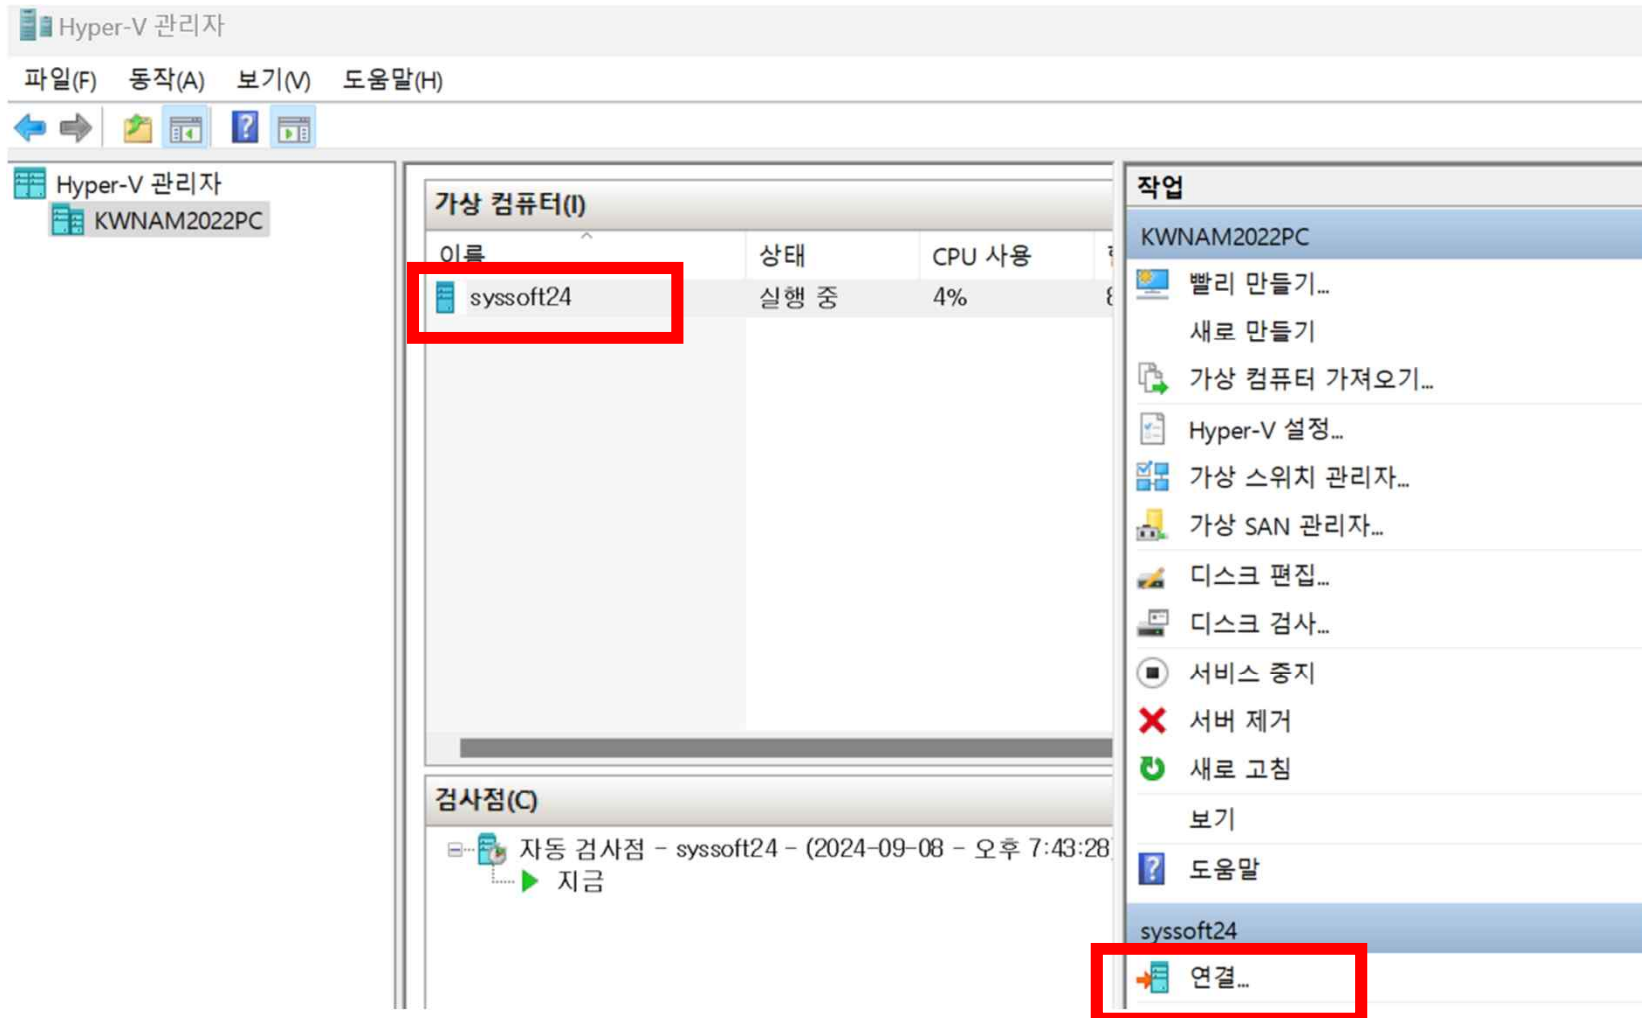 Hyper-V 관리자
파일(F) 동작(A) 보기(V) 도움말(H)
Hyper-V 관리자
KWNAM2022PC
가상 컴퓨터(I)
이름 상태 CPU 사용
syssoft24 실행 중 4%
검사점(C)
자동 검사점 - syssoft24 - (2024-09-08 - 오후 7:43:28)
지금
작업
KWNAM2022PC
빨리 만들기...
새로 만들기
가상 컴퓨터 가져오기...
Hyper-V 설정...
가상 스위치 관리자...
가상 SAN 관리자...
디스크 편집...
디스크 검사...
서비스 중지
서버 제거
새로 고침
보기
도움말
syssoft24
연결...